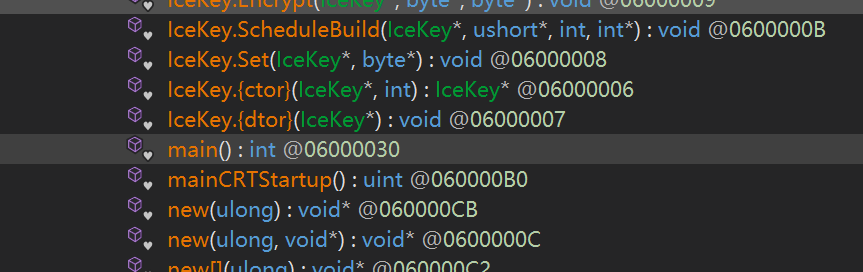 IceKey.Encrypt(IceKey*, byte*, byte*) : void @06000009
IceKey.ScheduleBuild(IceKey*, ushort*, int, int*) : void @0600000B
IceKey.Set(IceKey*, byte*) : void @06000008
IceKey.{ctor}(IceKey*, int) : IceKey* @06000006
IceKey.{dtor}(IceKey*) : void @06000007
main() : int @06000030
mainCRTStartup() : uint @060000B0
new(ulong) : void* @060000CB
new(ulong, void*) : void* @0600000C
new[](ulong) : void* @060000C2